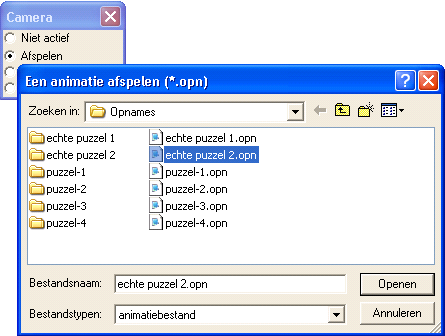 Camera
Niet actief
Afspelen
Een animatie afspelen (*.opn)
Zoeken in: Opnames
echte puzzel 1
echte puzzel 2
puzzel-1
puzzel-2
puzzel-3
puzzel-4
echte puzzel 1.opn
echte puzzel 2.opn
puzzel-1.opn
puzzel-2.opn
puzzel-3.opn
puzzel-4.opn
Bestandsnaam: echte puzzel 2.opn Openen
Bestandstypen: animatiebestand Annuleren